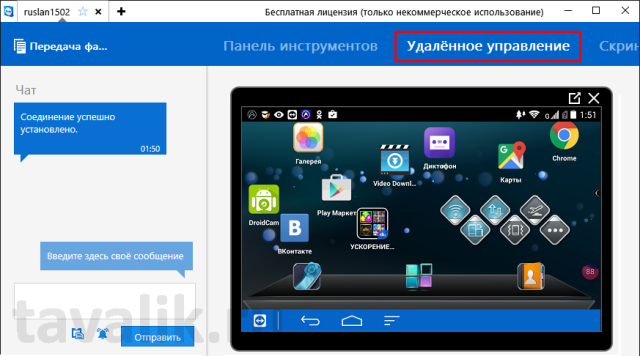 ruslan1502
Бесплатная лицензия (только некоммерческое использование)
Передача фа...
Панель инструментов
Удалённое управление
Скрин
Чат
Соединение успешно
установлено.
01:50
Введите здесь своё сообщение
Отправить
G
1:51
Галерея
Video Downl...
Диктофон
Карты
Chrome
DroidCam
Play Маркет
ВКонтакте
УСКОРЕНИЕ...
88
tavalik.